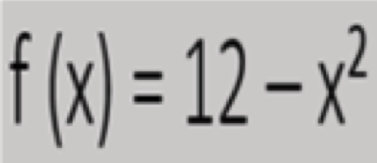 f (x) = 12 – x²